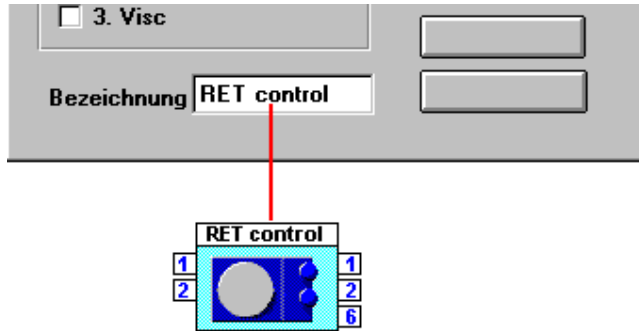 3. Visc
Bezeichnung RET control
RET control
1 1
2 2
6